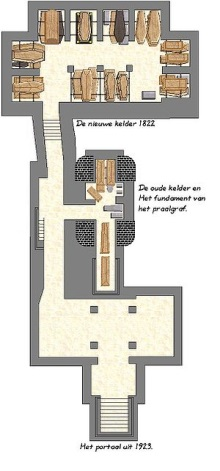 De nieuwe kelder 1822
De oude kelder en
Het fundament van
het praalgraf.
Het portaal uit 1923.